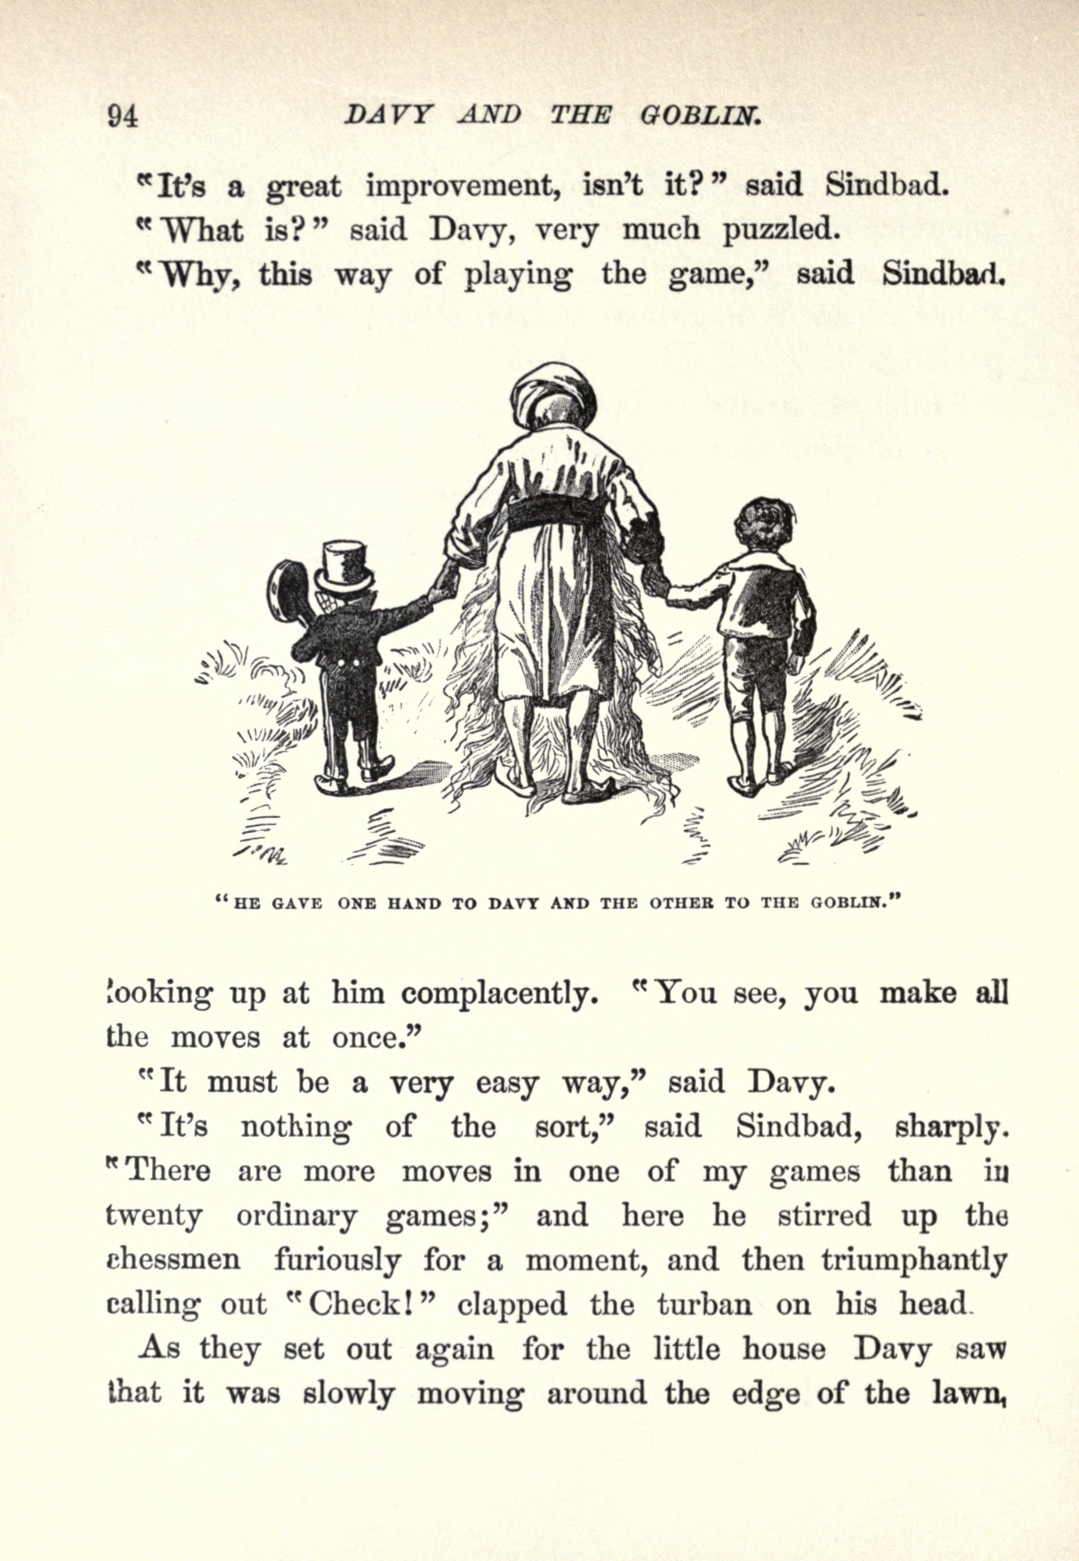 94 DAVY AND THE GOBLIN.
"It's a great improvement, isn't it?" said Sindbad.
"What is?" said Davy, very much puzzled.
"Why, this way of playing the game," said Sindbad.
"HE GAVE ONE HAND TO DAVY AND THE OTHER TO THE GOBLIN."
looking up at him complacently. "You see, you make all
the moves at once."
"It must be a very easy way," said Davy.
"It's nothing of the sort," said Sindbad, sharply.
"There are more moves in one of my games than in
twenty ordinary games;" and here he stirred up the
chessmen furiously for a moment, and then triumphantly
calling out "Check!" clapped the turban on his head.
As they set out again for the little house Davy saw
that it was slowly moving around the edge of the lawn,